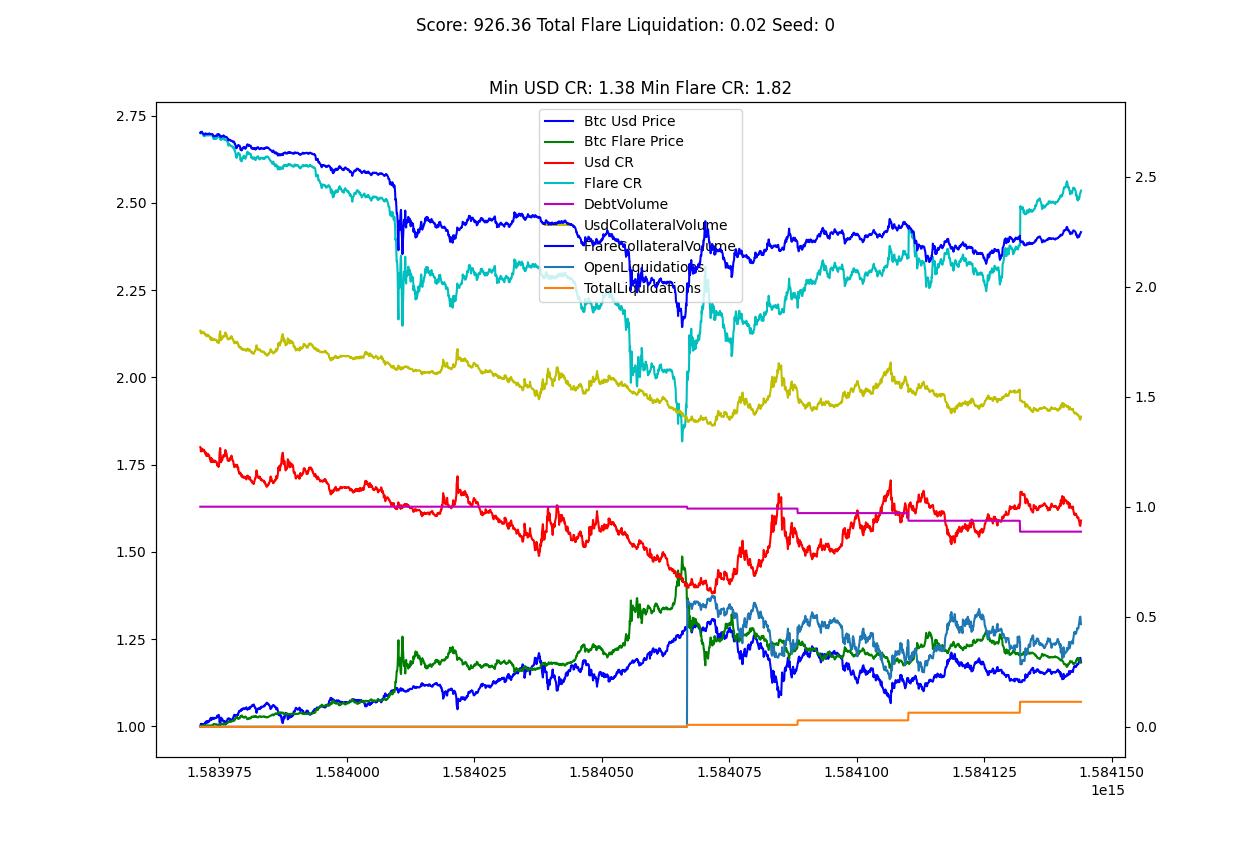 Score: 926.36 Total Flare Liquidation: 0.02 Seed: 0
Min USD CR: 1.38 Min Flare CR: 1.82
2.75
2.50
2.25
2.00
1.75
1.50
1.25
1.00
Btc Usd Price
Btc Flare Price
Usd CR
Flare CR
DebtVolume
UsdCollateralVolume
FlareCollateralVolume
OpenLiquidations
TotalLiquidations
2.5
2.0
1.5
1.0
0.5
0.0
1.583975 1.584000 1.584025 1.584050 1.584075 1.584100 1.584125 1.584150
1e15